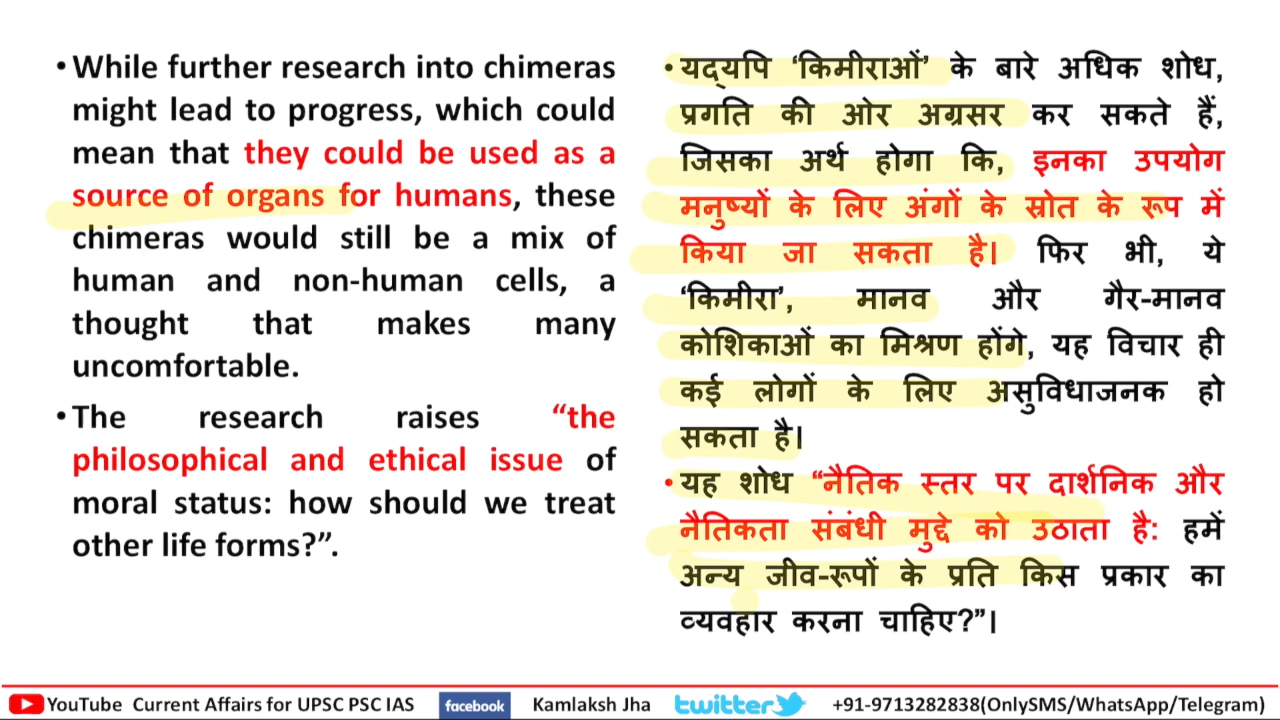 •While further research into chimeras
might lead to progress, which could
mean that they could be used as a
source of organs for humans, these
chimeras would still be a mix of
human and non-human cells, a
thought that makes many
uncomfortable.
•The research raises “the
philosophical and ethical issue of
moral status: how should we treat
other life forms?”.
•यद्यपि ‘किमीराओं’ के बारे अधिक शोध,
प्रगति की ओर अग्रसर कर सकते हैं,
जिसका अर्थ होगा कि, इनका उपयोग
मनुष्यों के लिए अंगों के स्रोत के रूप में
किया जा सकता है। फिर भी, ये
‘किमीरा’, मानव और गैर-मानव
कोशिकाओं का मिश्रण होंगे, यह विचार ही
कई लोगों के लिए असुविधाजनक हो
सकता है।
•यह शोध “नैतिक स्तर पर दार्शनिक और
नैतिकता संबंधी मुद्दे को उठाता है: हमें
अन्य जीव-रूपों के प्रति किस प्रकार का
व्यवहार करना चाहिए?”।
YouTube Current Affairs for UPSC PSC IAS facebook Kamlaksh Jha twitter +91-9713282838(OnlySMS/WhatsApp/Telegram)